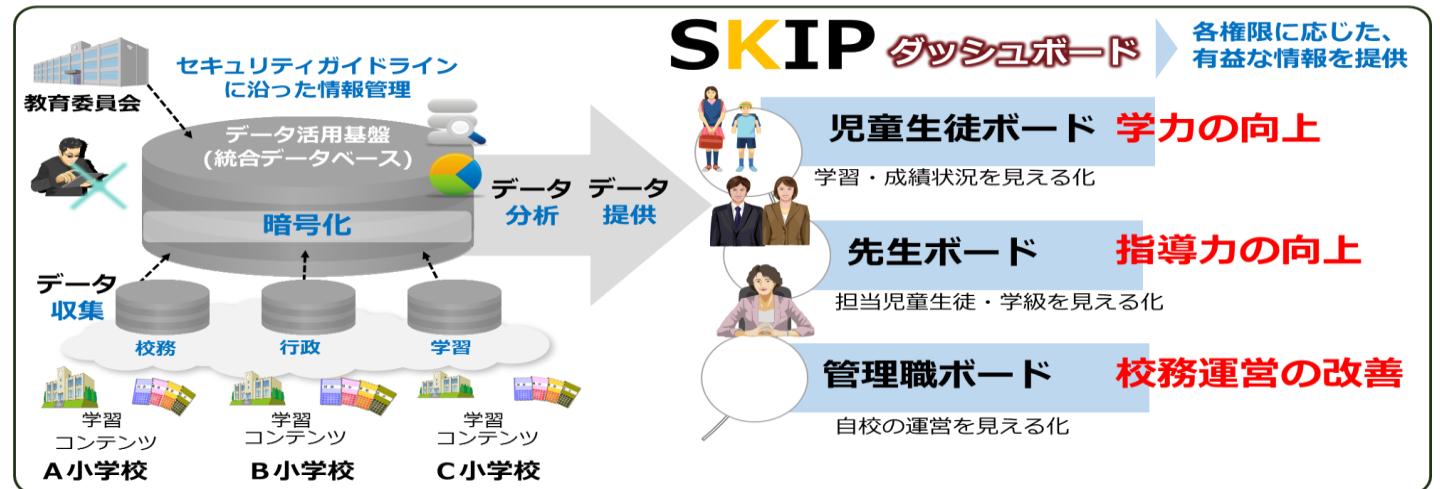 セキュリティガイドライン
に沿った情報管理
教育委員会
データ活用基盤
(統合データベース)
暗号化
データ
収集
校務
行政
学習
学習
コンテンツ
A小学校
学習
コンテンツ
B小学校
学習
コンテンツ
C小学校
データ
分析
データ
提供
SKIP ダッシュボード
各権限に応じた、
有益な情報を提供
児童生徒ボード 学力の向上
学習・成績状況を見える化
先生ボード 指導力の向上
担当児童生徒・学級を見える化
管理職ボード 校務運営の改善
自校の運営を見える化